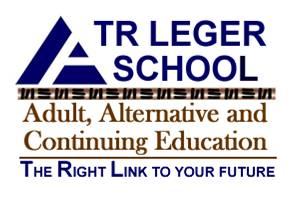 TR LEGER
SCHOOL
Adult, Alternative and
Continuing Education
THE RIGHT LINK TO YOUR FUTURE